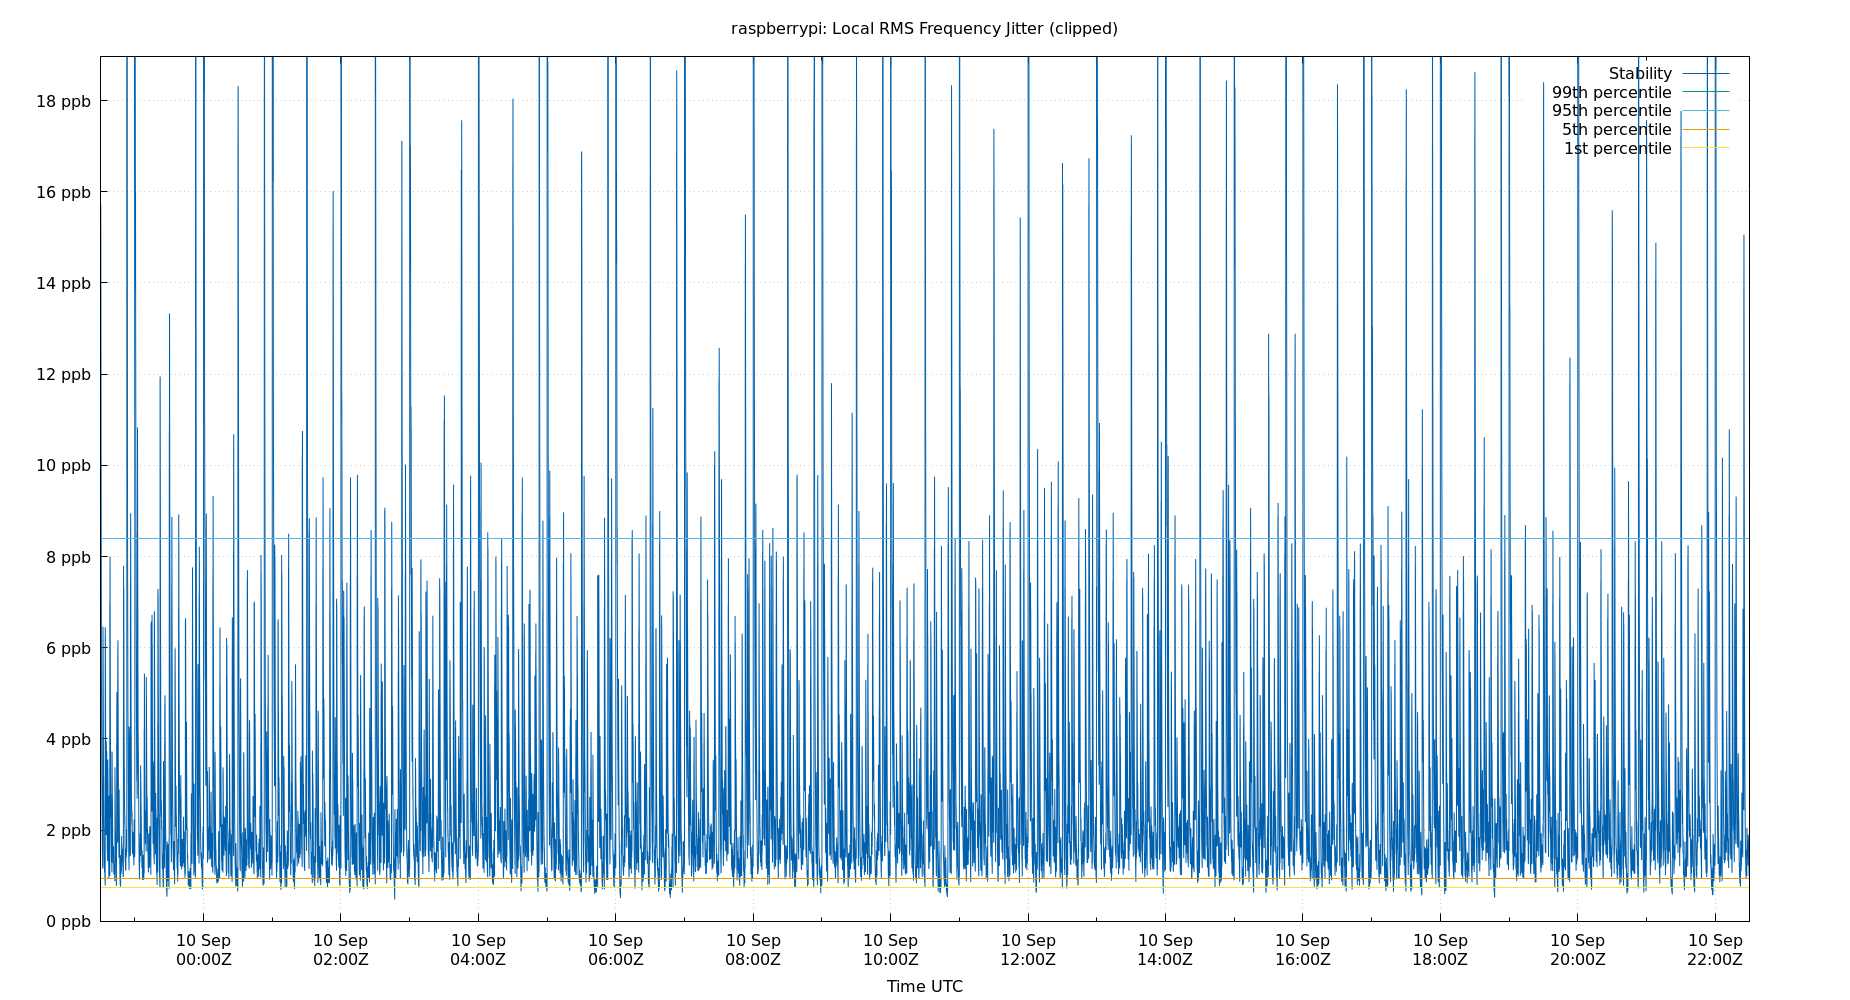 raspberrypi: Local RMS Frequency Jitter (clipped)
Stability
99th percentile
95th percentile
5th percentile
1st percentile
18 ppb
16 ppb
14 ppb
12 ppb
10 ppb
8 ppb
6 ppb
4 ppb
2 ppb
0 ppb
10 Sep 10 Sep 10 Sep 10 Sep 10 Sep 10 Sep 10 Sep 10 Sep 10 Sep 10 Sep 10 Sep 10 Sep
00:00Z 02:00Z 04:00Z 06:00Z 08:00Z 10:00Z 12:00Z 14:00Z 16:00Z 18:00Z 20:00Z 22:00Z
Time UTC